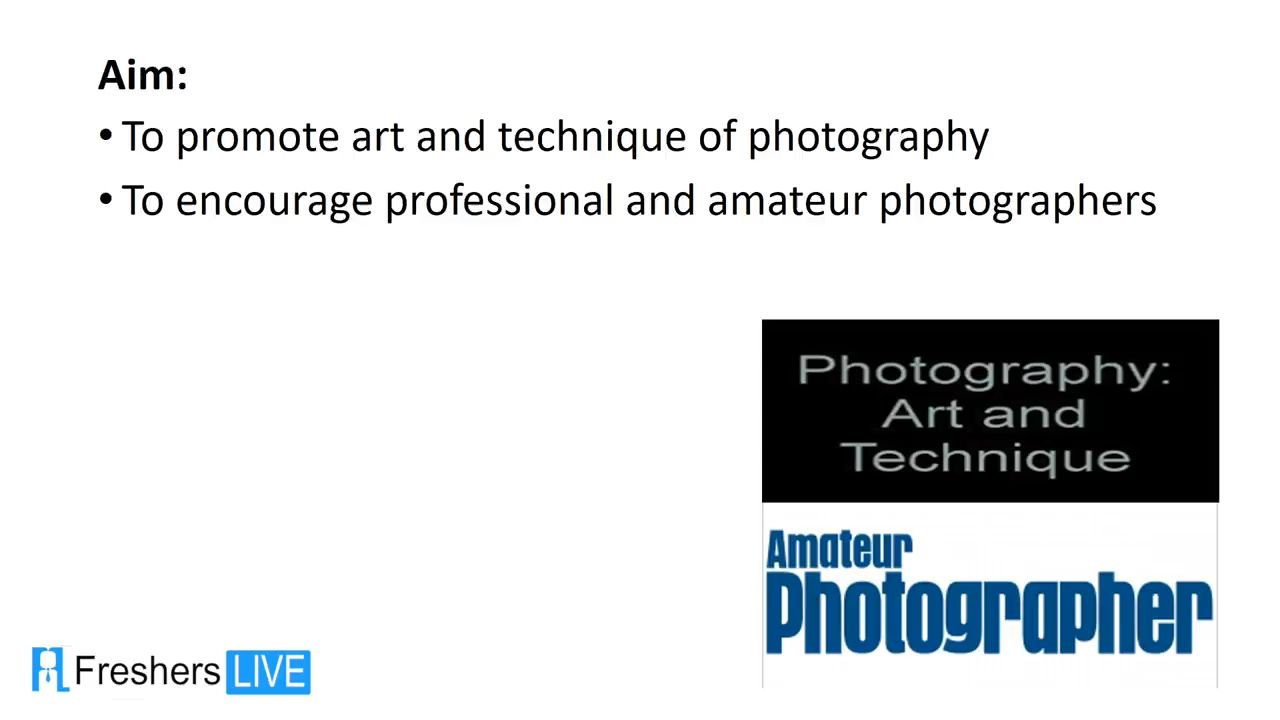 Aim:
• To promote art and technique of photography
• To encourage professional and amateur photographers
Photography:
Art and
Technique
Amateur
Photographer
Freshers LIVE